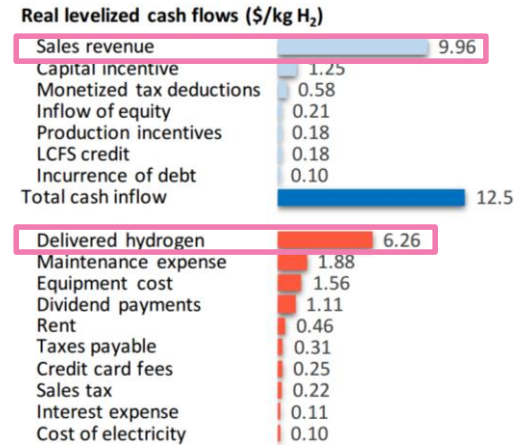 Real levelized cash flows ($/kg H₂)
Sales revenue 9.96
Capital incentive 1.25
Monetized tax deductions 0.58
Inflow of equity 0.21
Production incentives 0.18
LCFS credit 0.18
Incurrence of debt 0.10
Total cash inflow 12.5
Delivered hydrogen 6.26
Maintenance expense 1.88
Equipment cost 1.56
Dividend payments 1.11
Rent 0.46
Taxes payable 0.31
Credit card fees 0.25
Sales tax 0.22
Interest expense 0.11
Cost of electricity 0.10